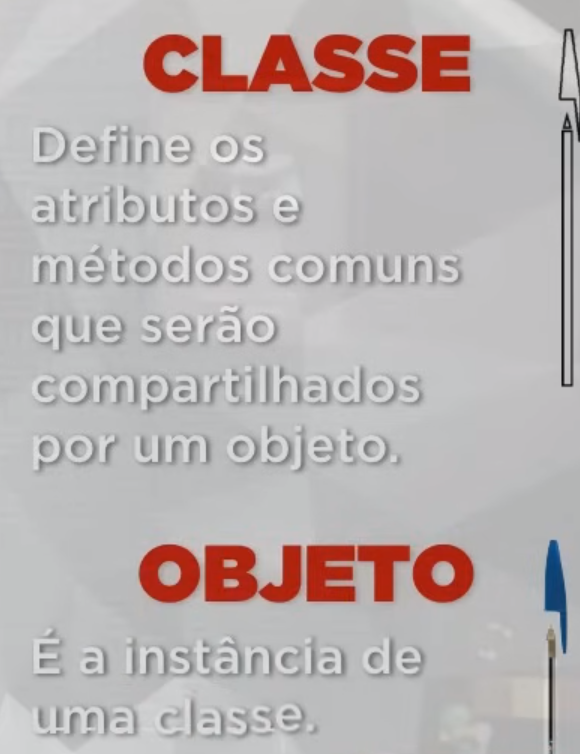 CLASSE
Define os
atributos e
métodos comuns
que serão
compartilhados
por um objeto.
OBJETO
É a instância de
uma classe.